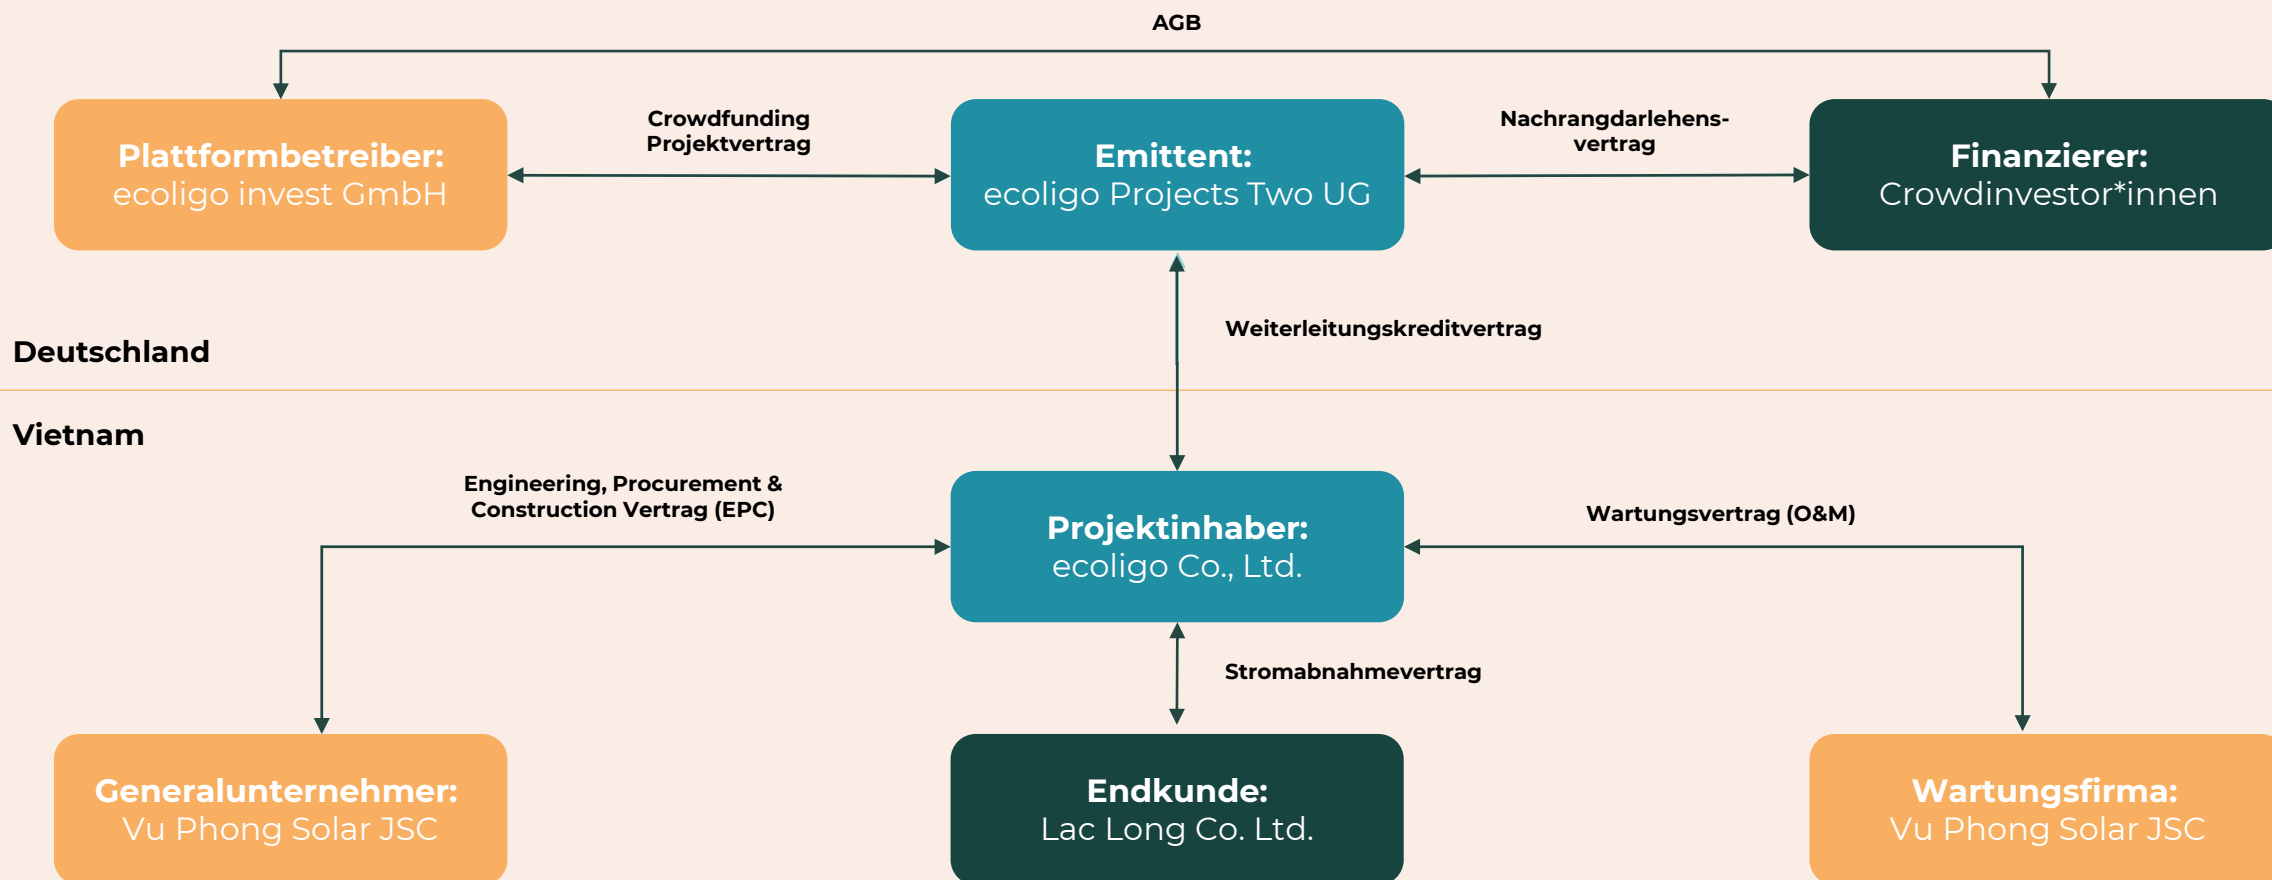 AGB
Plattformbetreiber:
ecoligo invest GmbH
Crowdfunding
Projektvertrag
Emittent:
ecoligo Projects Two UG
Nachrangdarlehens-
vertrag
Finanzierer:
Crowdinvestor*innen
Weiterleitungskreditvertrag
Deutschland
Vietnam
Engineering, Procurement &
Construction Vertrag (EPC)
Projektinhaber:
ecoligo Co., Ltd.
Wartungsvertrag (O&M)
Stromabnahmevertrag
Generalunternehmer:
Vu Phong Solar JSC
Endkunde:
Lac Long Co. Ltd.
Wartungsfirma:
Vu Phong Solar JSC